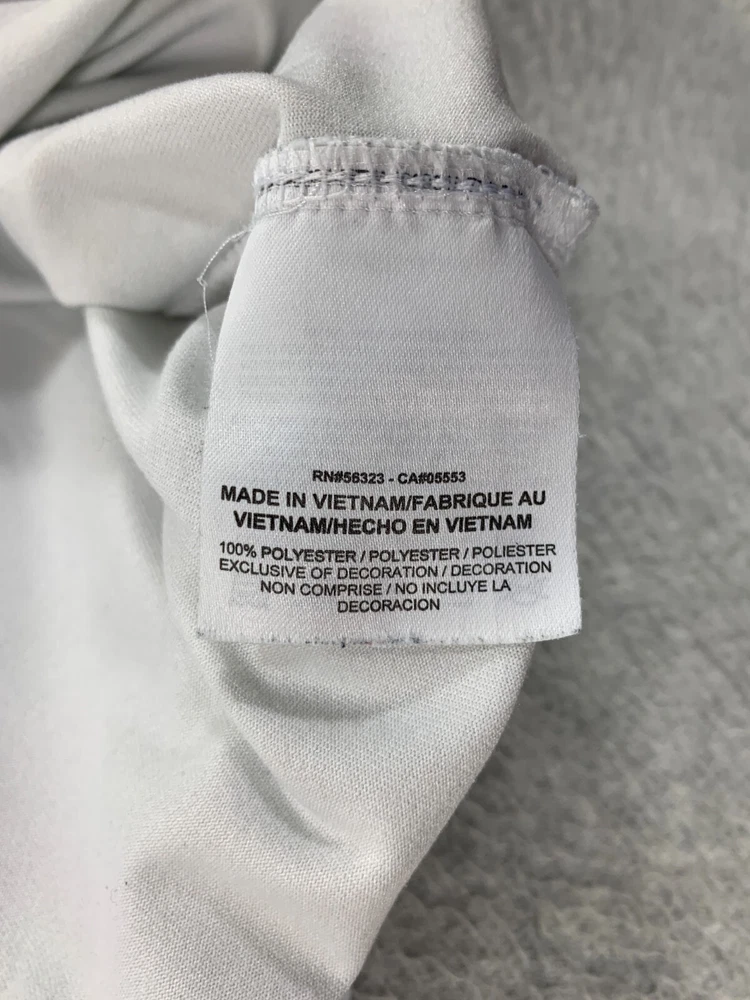 RN#56323 - CA#05553
MADE IN VIETNAM/FABRIQUE AU
VIETNAM/HECHO EN VIETNAM
100% POLYESTER / POLYESTER / POLIESTER
EXCLUSIVE OF DECORATION / DECORATION
NON COMPRISE / NO INCLUYE LA
DECORACION